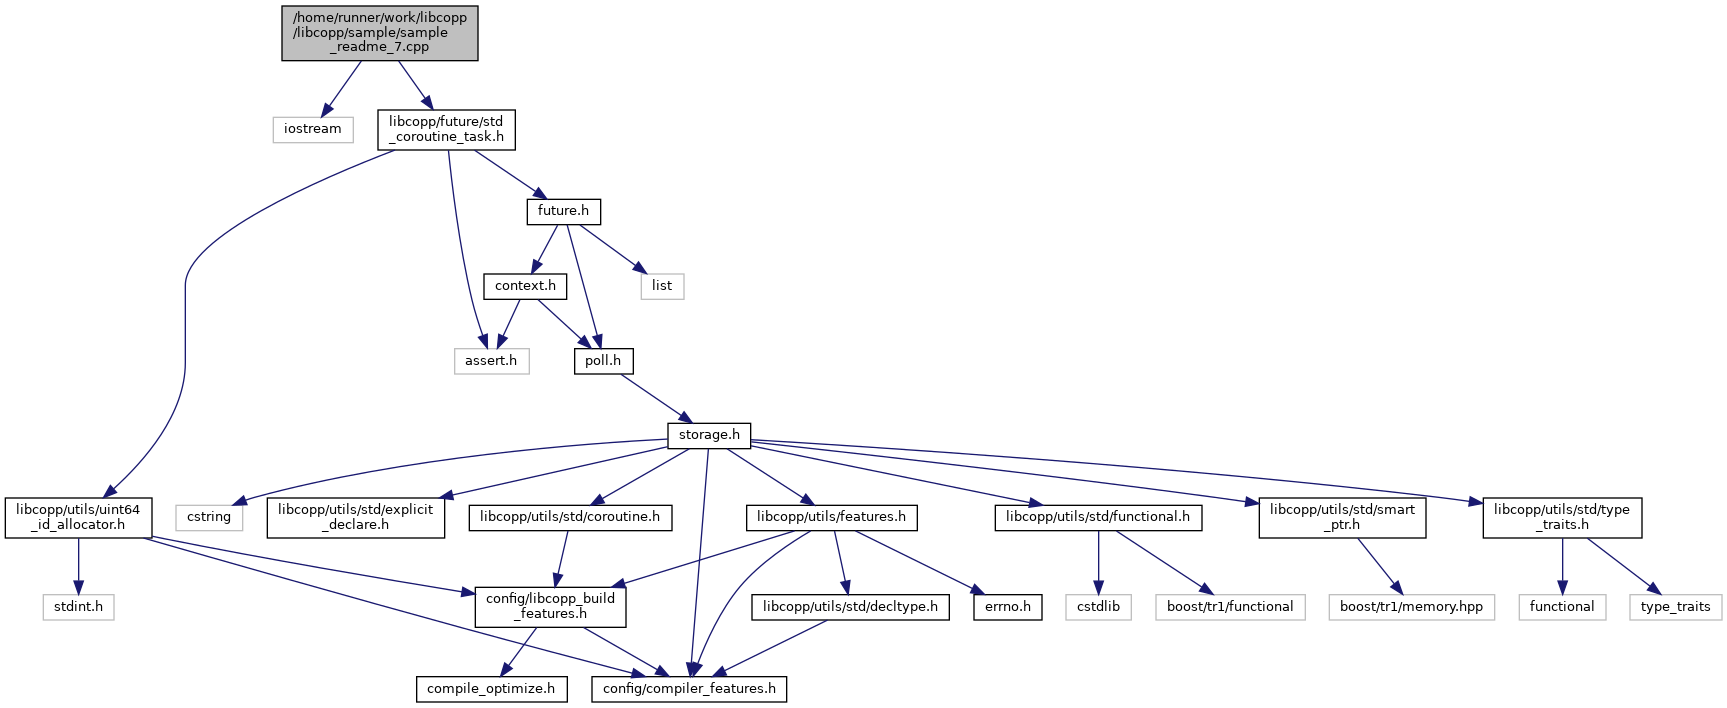 /home/runner/work/libcopp
/libcopp/sample/sample
_readme_7.cpp
iostream
libcopp/future/std
_coroutine_task.h
future.h
context.h
list
assert.h
poll.h
storage.h
libcopp/utils/uint64
_id_allocator.h
cstring
libcopp/utils/std/explicit
_declare.h
libcopp/utils/std/coroutine.h
libcopp/utils/features.h
libcopp/utils/std/functional.h
libcopp/utils/std/smart
_ptr.h
libcopp/utils/std/type
_traits.h
stdint.h
config/libcopp_build
_features.h
libcopp/utils/std/decltype.h
errno.h
cstdlib
boost/tr1/functional
boost/tr1/memory.hpp
functional
type_traits
compile_optimize.h
config/compiler_features.h